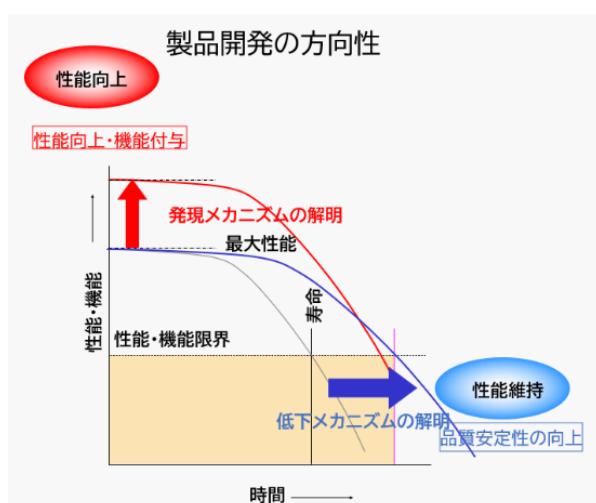 製品開発の方向性
性能向上
性能向上・機能付与
発現メカニズムの解明
最大性能
性能・機能
寿命
性能・機能限界
性能維持
低下メカニズムの解明
品質安定性の向上
時間